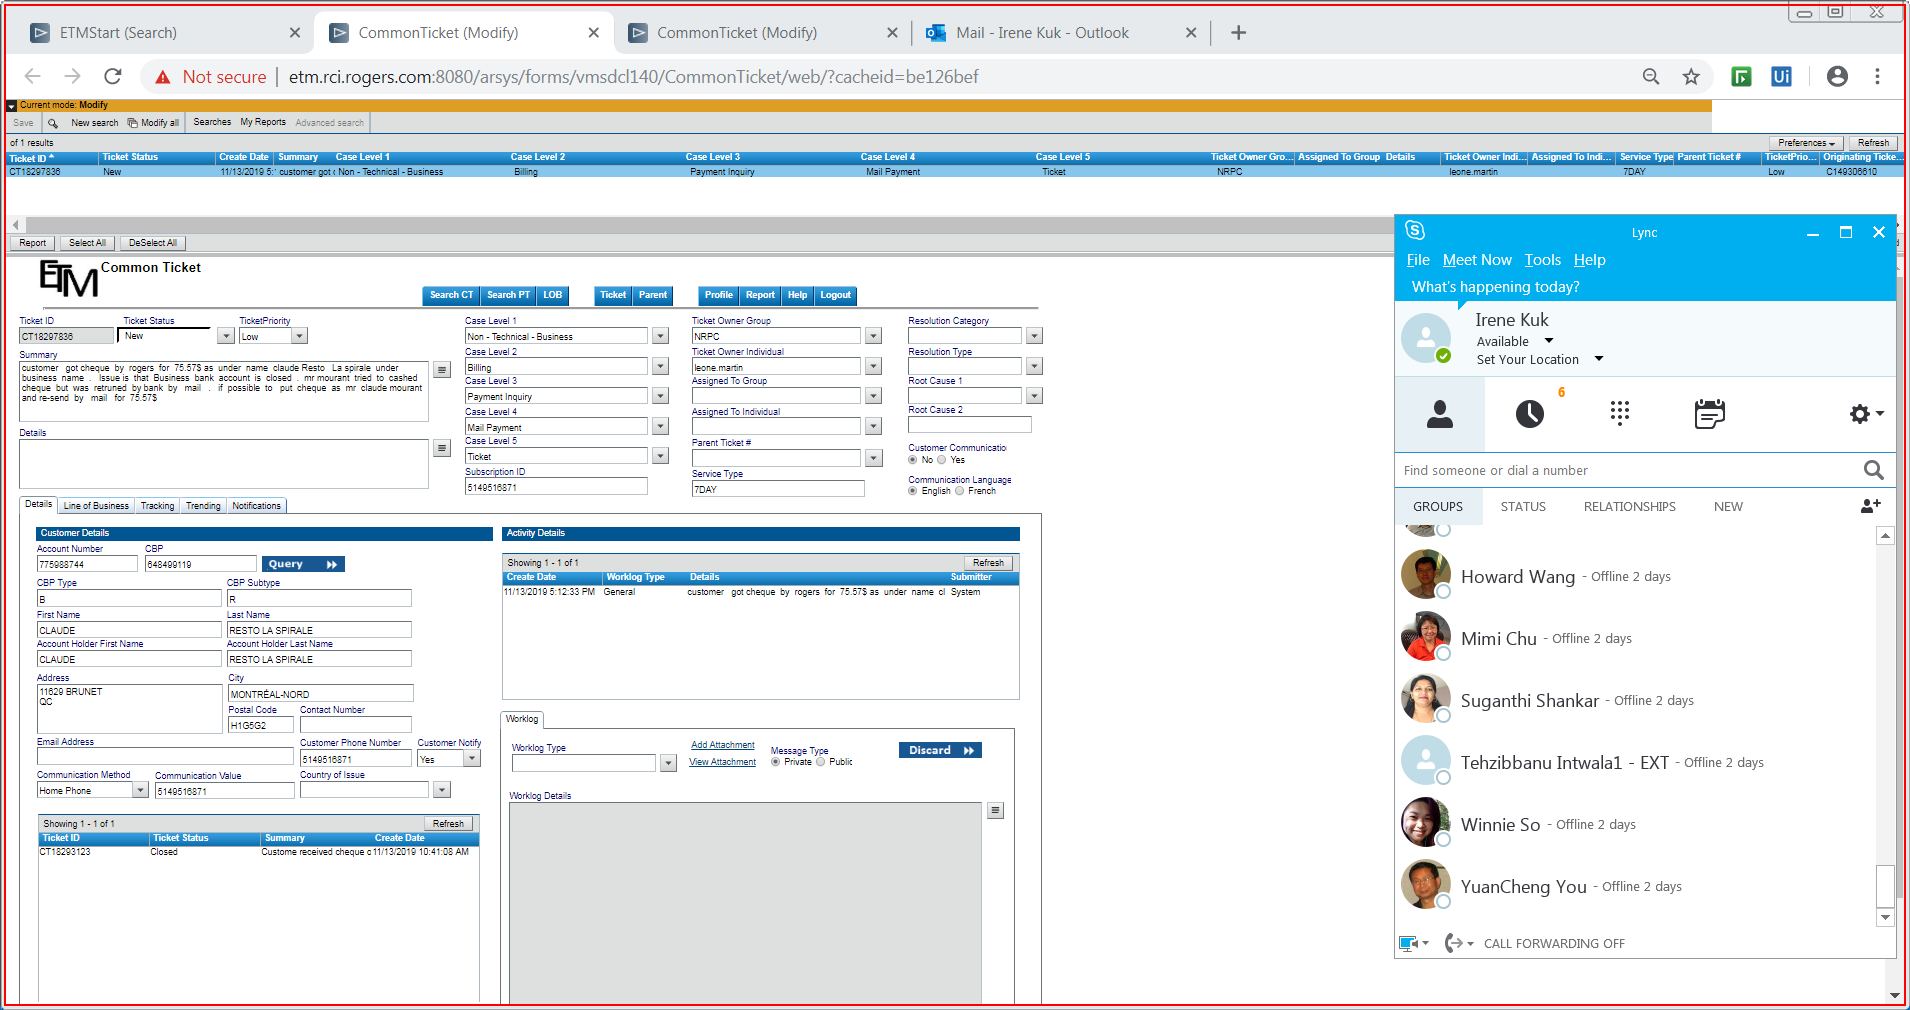 ETMStart (Search)
CommonTicket (Modify)
CommonTicket (Modify)
Mail - Irene Kuk - Outlook
Not secure | etm.rci.rogers.com:8080/arsys/forms/vmsdcl140/CommonTicket/web/?cacheid=be126bef
Current mode: Modify
Save New search Modify all Searches My Reports Advanced search
of 1 results
Preferences Refresh
Ticket ID Ticket Status Create Date Summary Case Level 1 Case Level 2 Case Level 3 Case Level 4 Case Level 5 Ticket Owner Gro... Assigned To Group Details Ticket Owner Indi... Assigned To Indi... Service Type Parent Ticket # TicketPrio... Originating Ticke...
CT18297836 New 11/13/2019 5:' customer got Non - Technical - Business Billing Payment Inquiry Mail Payment Ticket NRPC leone.martin 7DAY Low C149306610
Report Select All DeSelect All
ETM Common Ticket
Search CT Search PT LOB Ticket Parent Profile Report Help Logout
Ticket ID Ticket Status TicketPriority
CT18297836 New Low
Summary
customer got cheque by rogers for 75.57$ as under name claude Resto La spirale under
business name . Issue is that Business bank account is closed . mr mourant tried to cashed
cheque but was retruned by bank by mail . if possible to put cheque as mr claude mourant
and re-send by mail for 75.57$
Details
Case Level 1
Non - Technical - Business
Case Level 2
Billing
Case Level 3
Payment Inquiry
Case Level 4
Mail Payment
Case Level 5
Ticket
Subscription ID
5149516871
Ticket Owner Group
NRPC
Ticket Owner Individual
leone.martin
Assigned To Group
Assigned To Individual
Parent Ticket #
Service Type
7DAY
Resolution Category
Resolution Type
Root Cause 1
Root Cause 2
Customer Communicatio
No Yes
Communication Language
English French
Details Line of Business Tracking Trending Notifications
Customer Details
Account Number CBP
775988744 648499119 Query
CBP Type CBP Subtype
B R
First Name Last Name
CLAUDE RESTO LA SPIRALE
Account Holder First Name Account Holder Last Name
CLAUDE RESTO LA SPIRALE
Address City
11629 BRUNET
QC
MONTRÉAL-NORD
Postal Code Contact Number
H1G5G2
Email Address Customer Phone Number Customer Notify
5149516871 Yes
Communication Method Communication Value Country of Issue
Home Phone 5149516871
Showing 1 - 1 of 1 Refresh
Ticket ID Ticket Status Summary Create Date
CT18293123 Closed Custome received cheque c 11/13/2019 10:41:08 AM
Activity Details
Showing 1 - 1 of 1 Refresh
Create Date Worklog Type Details Submitter
11/13/2019 5:12:33 PM General customer got cheque by rogers for 75.57$ as under name cl System
Worklog
Worklog Type Add Attachment Message Type Discard
View Attachment Private Public
Worklog Details
Lync
File Meet Now Tools Help
What's happening today?
Irene Kuk
Available
Set Your Location
6
Find someone or dial a number
GROUPS STATUS RELATIONSHIPS NEW
Howard Wang - Offline 2 days
Mimi Chu - Offline 2 days
Suganthi Shankar - Offline 2 days
Tehzibbanu Intwala1 - EXT - Offline 2 days
Winnie So - Offline 2 days
YuanCheng You - Offline 2 days
CALL FORWARDING OFF